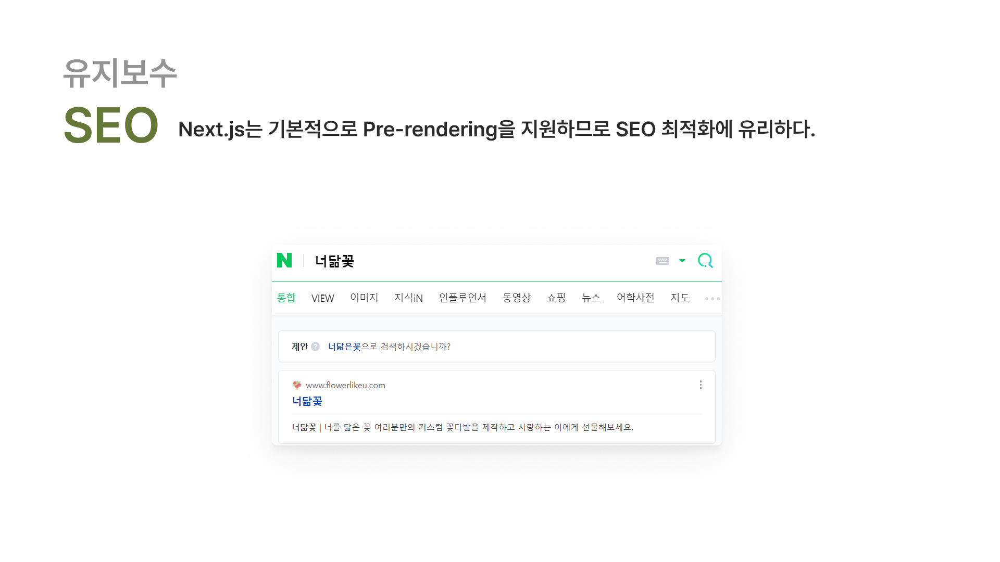 유지보수
SEO Next.js는 기본적으로 Pre-rendering을 지원하므로 SEO 최적화에 유리하다.
N 너닮꽃
통합 VIEW 이미지 지식iN 인플루언서 동영상 쇼핑 뉴스 어학사전 지도
제안 ? 너닮은꽃으로 검색하시겠습니까?
www.flowerlikeu.com
너닮꽃
너닮꽃 | 너를 닮은 꽃 여러분만의 커스텀 꽃다발을 제작하고 사랑하는 이에게 선물해보세요.